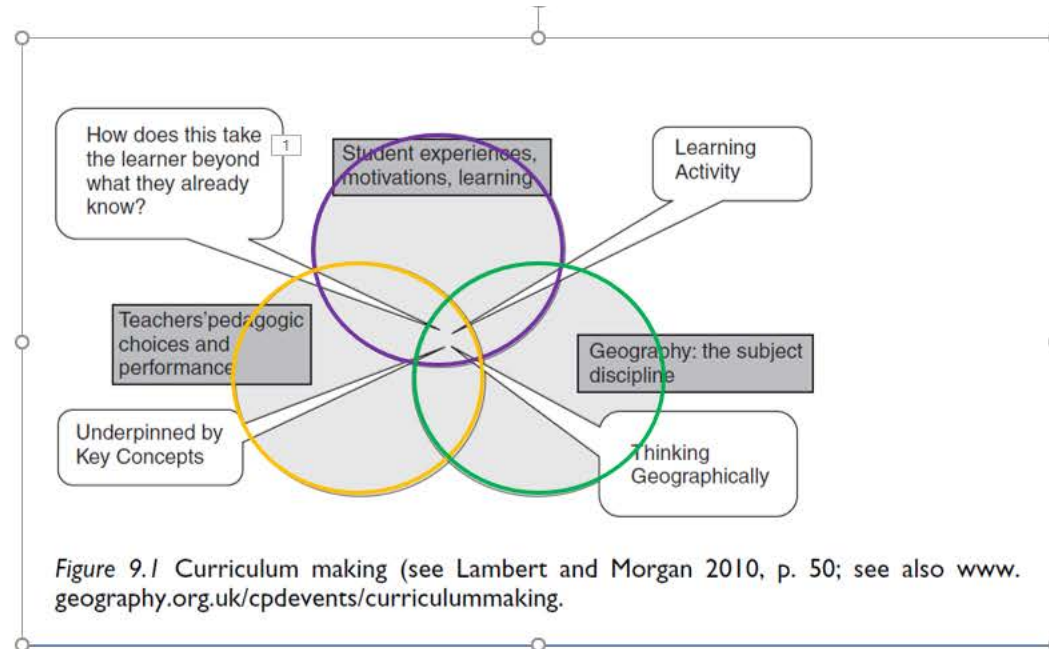 How does this take
the learner beyond
what they already
know?
1
Student experiences,
motivations, learning
Learning
Activity
Teachers'pedagogic
choices and
performance
Geography: the subject
discipline
Underpinned by
Key Concepts
Thinking
Geographically
Figure 9.1 Curriculum making (see Lambert and Morgan 2010, p. 50; see also www.
geography.org.uk/cpdevents/curriculummaking.